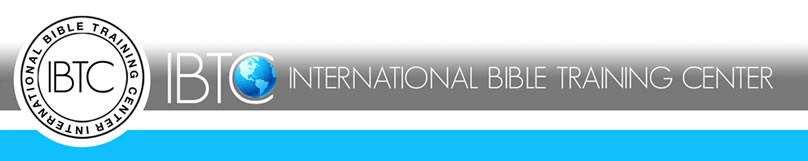 INTERNATIONAL BIBLE TRAINING CENTER
IBTC
IBTC INTERNATIONAL BIBLE TRAINING CENTER